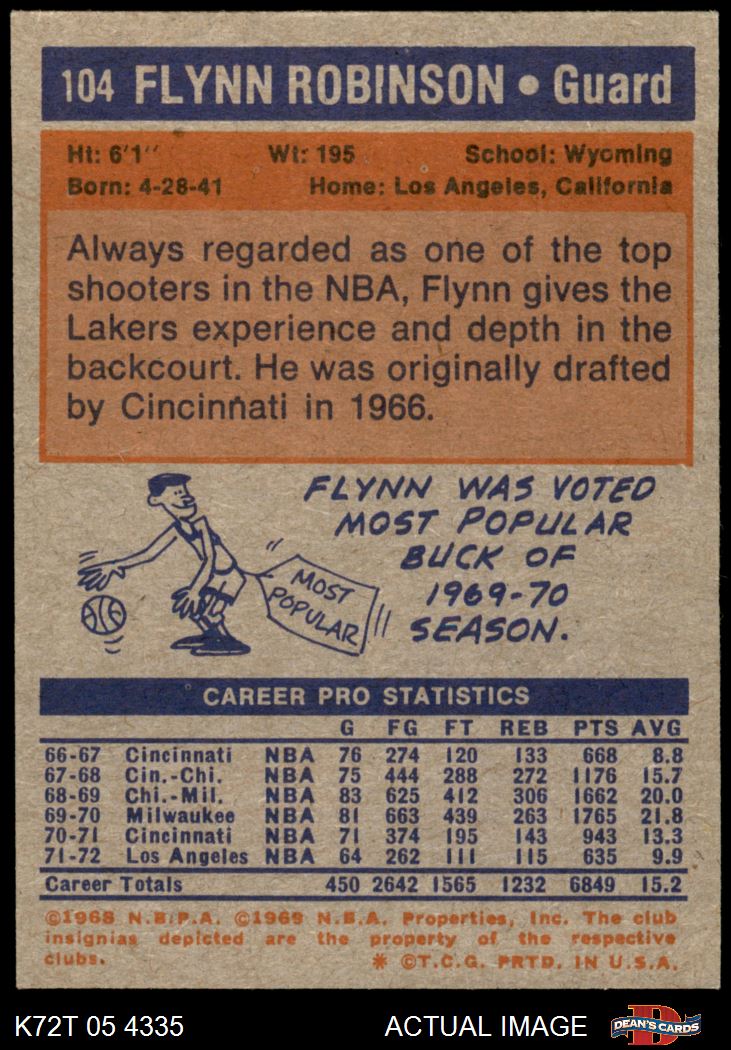 104 FLYNN ROBINSON • Guard
Ht: 6'1" Wt: 195 School: Wyoming
Born: 4-28-41 Home: Los Angeles, California
Always regarded as one of the top
shooters in the NBA, Flynn gives the
Lakers experience and depth in the
backcourt. He was originally drafted
by Cincinnati in 1966.
FLYNN WAS VOTED
MOST POPULAR
BUCK OF
1969-70
SEASON.
MOST
POPULAR
CAREER PRO STATISTICS
G FG FT REB PTS AVG
66-67 Cincinnati NBA 76 274 120 133 668 8.8
67-68 Cin.-Chi. NBA 75 444 288 272 1176 15.7
68-69 Chi.-Mil. NBA 83 625 412 306 1662 20.0
69-70 Milwaukee NBA 81 663 439 263 1765 21.8
70-71 Cincinnati NBA 71 374 195 143 943 13.3
71-72 Los Angeles NBA 64 262 111 115 635 9.9
Career Totals 450 2642 1565 1232 6849 15.2
©1968 N.B.P.A. ©1969 N.B.A. Properties, Inc. The club
insignias depicted are the property of the respective
clubs. * ©T.C.G. PRTD. IN U.S.A.
K72T 05 4335 ACTUAL IMAGE DEAN'S CARDS